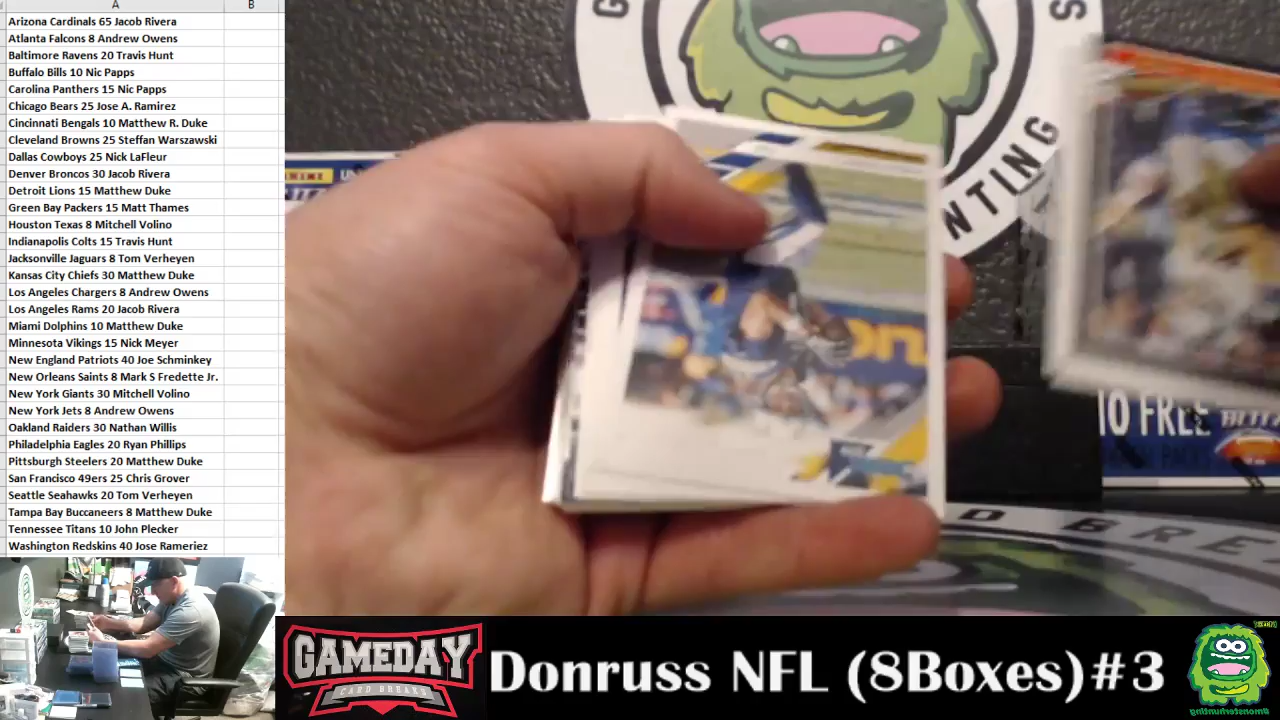 A B
Arizona Cardinals 65 Jacob Rivera
Atlanta Falcons 8 Andrew Owens
Baltimore Ravens 20 Travis Hunt
Buffalo Bills 10 Nic Papps
Carolina Panthers 15 Nic Papps
Chicago Bears 25 Jose A. Ramirez
Cincinnati Bengals 10 Matthew R. Duke
Cleveland Browns 25 Steffan Warszawski
Dallas Cowboys 25 Nick LaFleur
Denver Broncos 30 Jacob Rivera
Detroit Lions 15 Matthew Duke
Green Bay Packers 15 Matt Thames
Houston Texas 8 Mitchell Volino
Indianapolis Colts 15 Travis Hunt
Jacksonville Jaguars 8 Tom Verheyen
Kansas City Chiefs 30 Matthew Duke
Los Angeles Chargers 8 Andrew Owens
Los Angeles Rams 20 Jacob Rivera
Miami Dolphins 10 Matthew Duke
Minnesota Vikings 15 Nick Meyer
New England Patriots 40 Joe Schminkey
New Orleans Saints 8 Mark S Fredette Jr.
New York Giants 30 Mitchell Volino
New York Jets 8 Andrew Owens
Oakland Raiders 30 Nathan Willis
Philadelphia Eagles 20 Ryan Phillips
Pittsburgh Steelers 20 Matthew Duke
San Francisco 49ers 25 Chris Grover
Seattle Seahawks 20 Tom Verheyen
Tampa Bay Buccaneers 8 Matthew Duke
Tennessee Titans 10 John Plecker
Washington Redskins 40 Jose Rameriez
NTING S
10 FREE BLITZ
D BRE
GAMEDAY
CARD BREAKS
Donruss NFL (8Boxes)#3
#monsterhunting